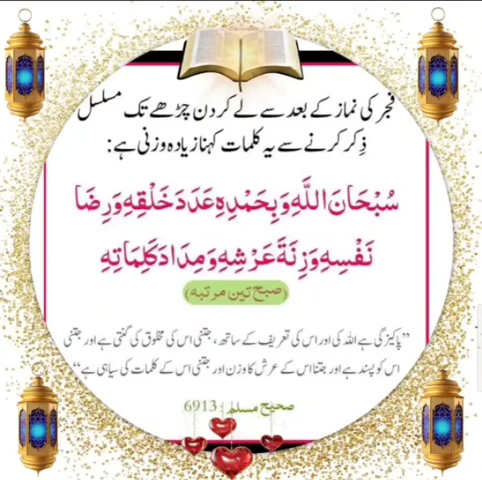 فجر کی نماز کے بعد سے لے کر دن چڑھے تک مسلسل
ذِکر کرنے سے یہ کلمات کہنا زیادہ وزنی ہے:
سُبْحَانَ اللَّهِ وَبِحَمْدِهِ عَدَدَ خَلْقِهِ وَرِضَا
نَفْسِهِ وَزِنَةَ عَرْشِهِ وَمِدَادَ كَلِمَاتِهِ
(صبح تین مرتبہ)
”پاکیزگی ہے اللہ کی اور اس کی تعریف کے ساتھ، جتنی اس کی مخلوق کی گنتی ہے اور جتنی
اس کو پسند ہے اور جتنا اس کے عرش کا وزن اور جتنی اس کے کلمات کی سیاہی ہے“
صحیح مسلم: 6913